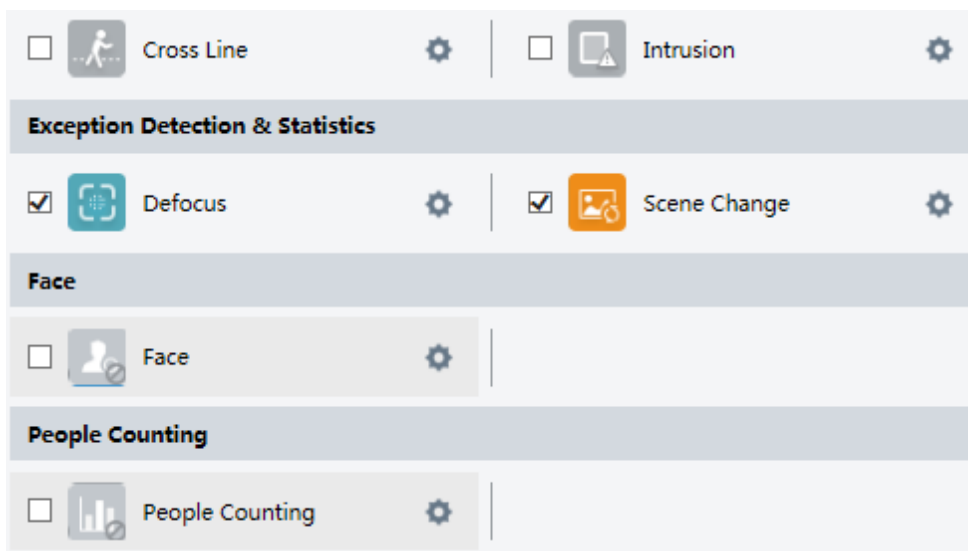 Cross Line
Intrusion
Exception Detection & Statistics
Defocus
Scene Change
Face
Face
People Counting
People Counting